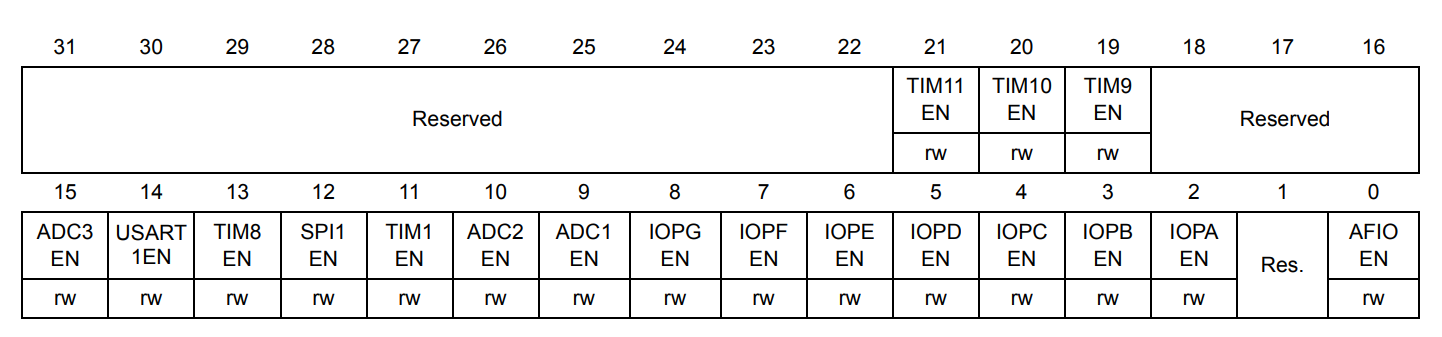 31 30 29 28 27 26 25 24 23 22 21 20 19 18 17 16
Reserved TIM11 EN TIM10 EN TIM9 EN Reserved
rw rw rw
15 14 13 12 11 10 9 8 7 6 5 4 3 2 1 0
ADC3 USART TIM8 SPI1 TIM1 ADC2 ADC1 IOPG IOPF IOPE IOPD IOPC IOPB IOPA AFIO
EN 1EN EN EN EN EN EN EN EN EN EN EN EN EN Res. EN
rw rw rw rw rw rw rw rw rw rw rw rw rw rw rw